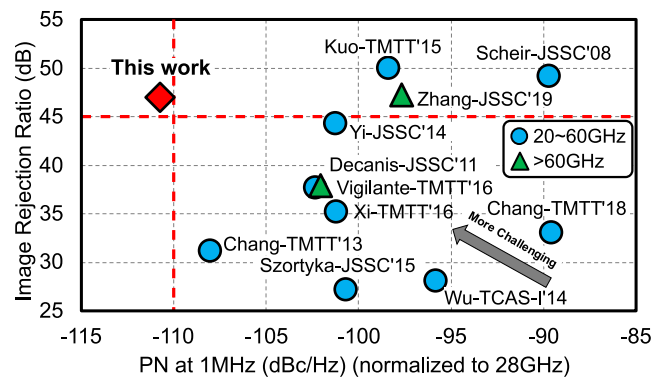 Image Rejection Ratio (dB)
55
50
45
40
35
30
25
Kuo-TMTT'15
Scheir-JSSC'08
This work
Zhang-JSSC'19
Yi-JSSC'14
20~60GHz
>60GHz
Decanis-JSSC'11
Vigilante-TMTT'16
Xi-TMTT'16
Chang-TMTT'18
More Challenging
Chang-TMTT'13
Szortyka-JSSC'15
Wu-TCAS-I'14
-115
-110
-105
-100
-95
-90
-85
PN at 1MHz (dBc/Hz) (normalized to 28GHz)